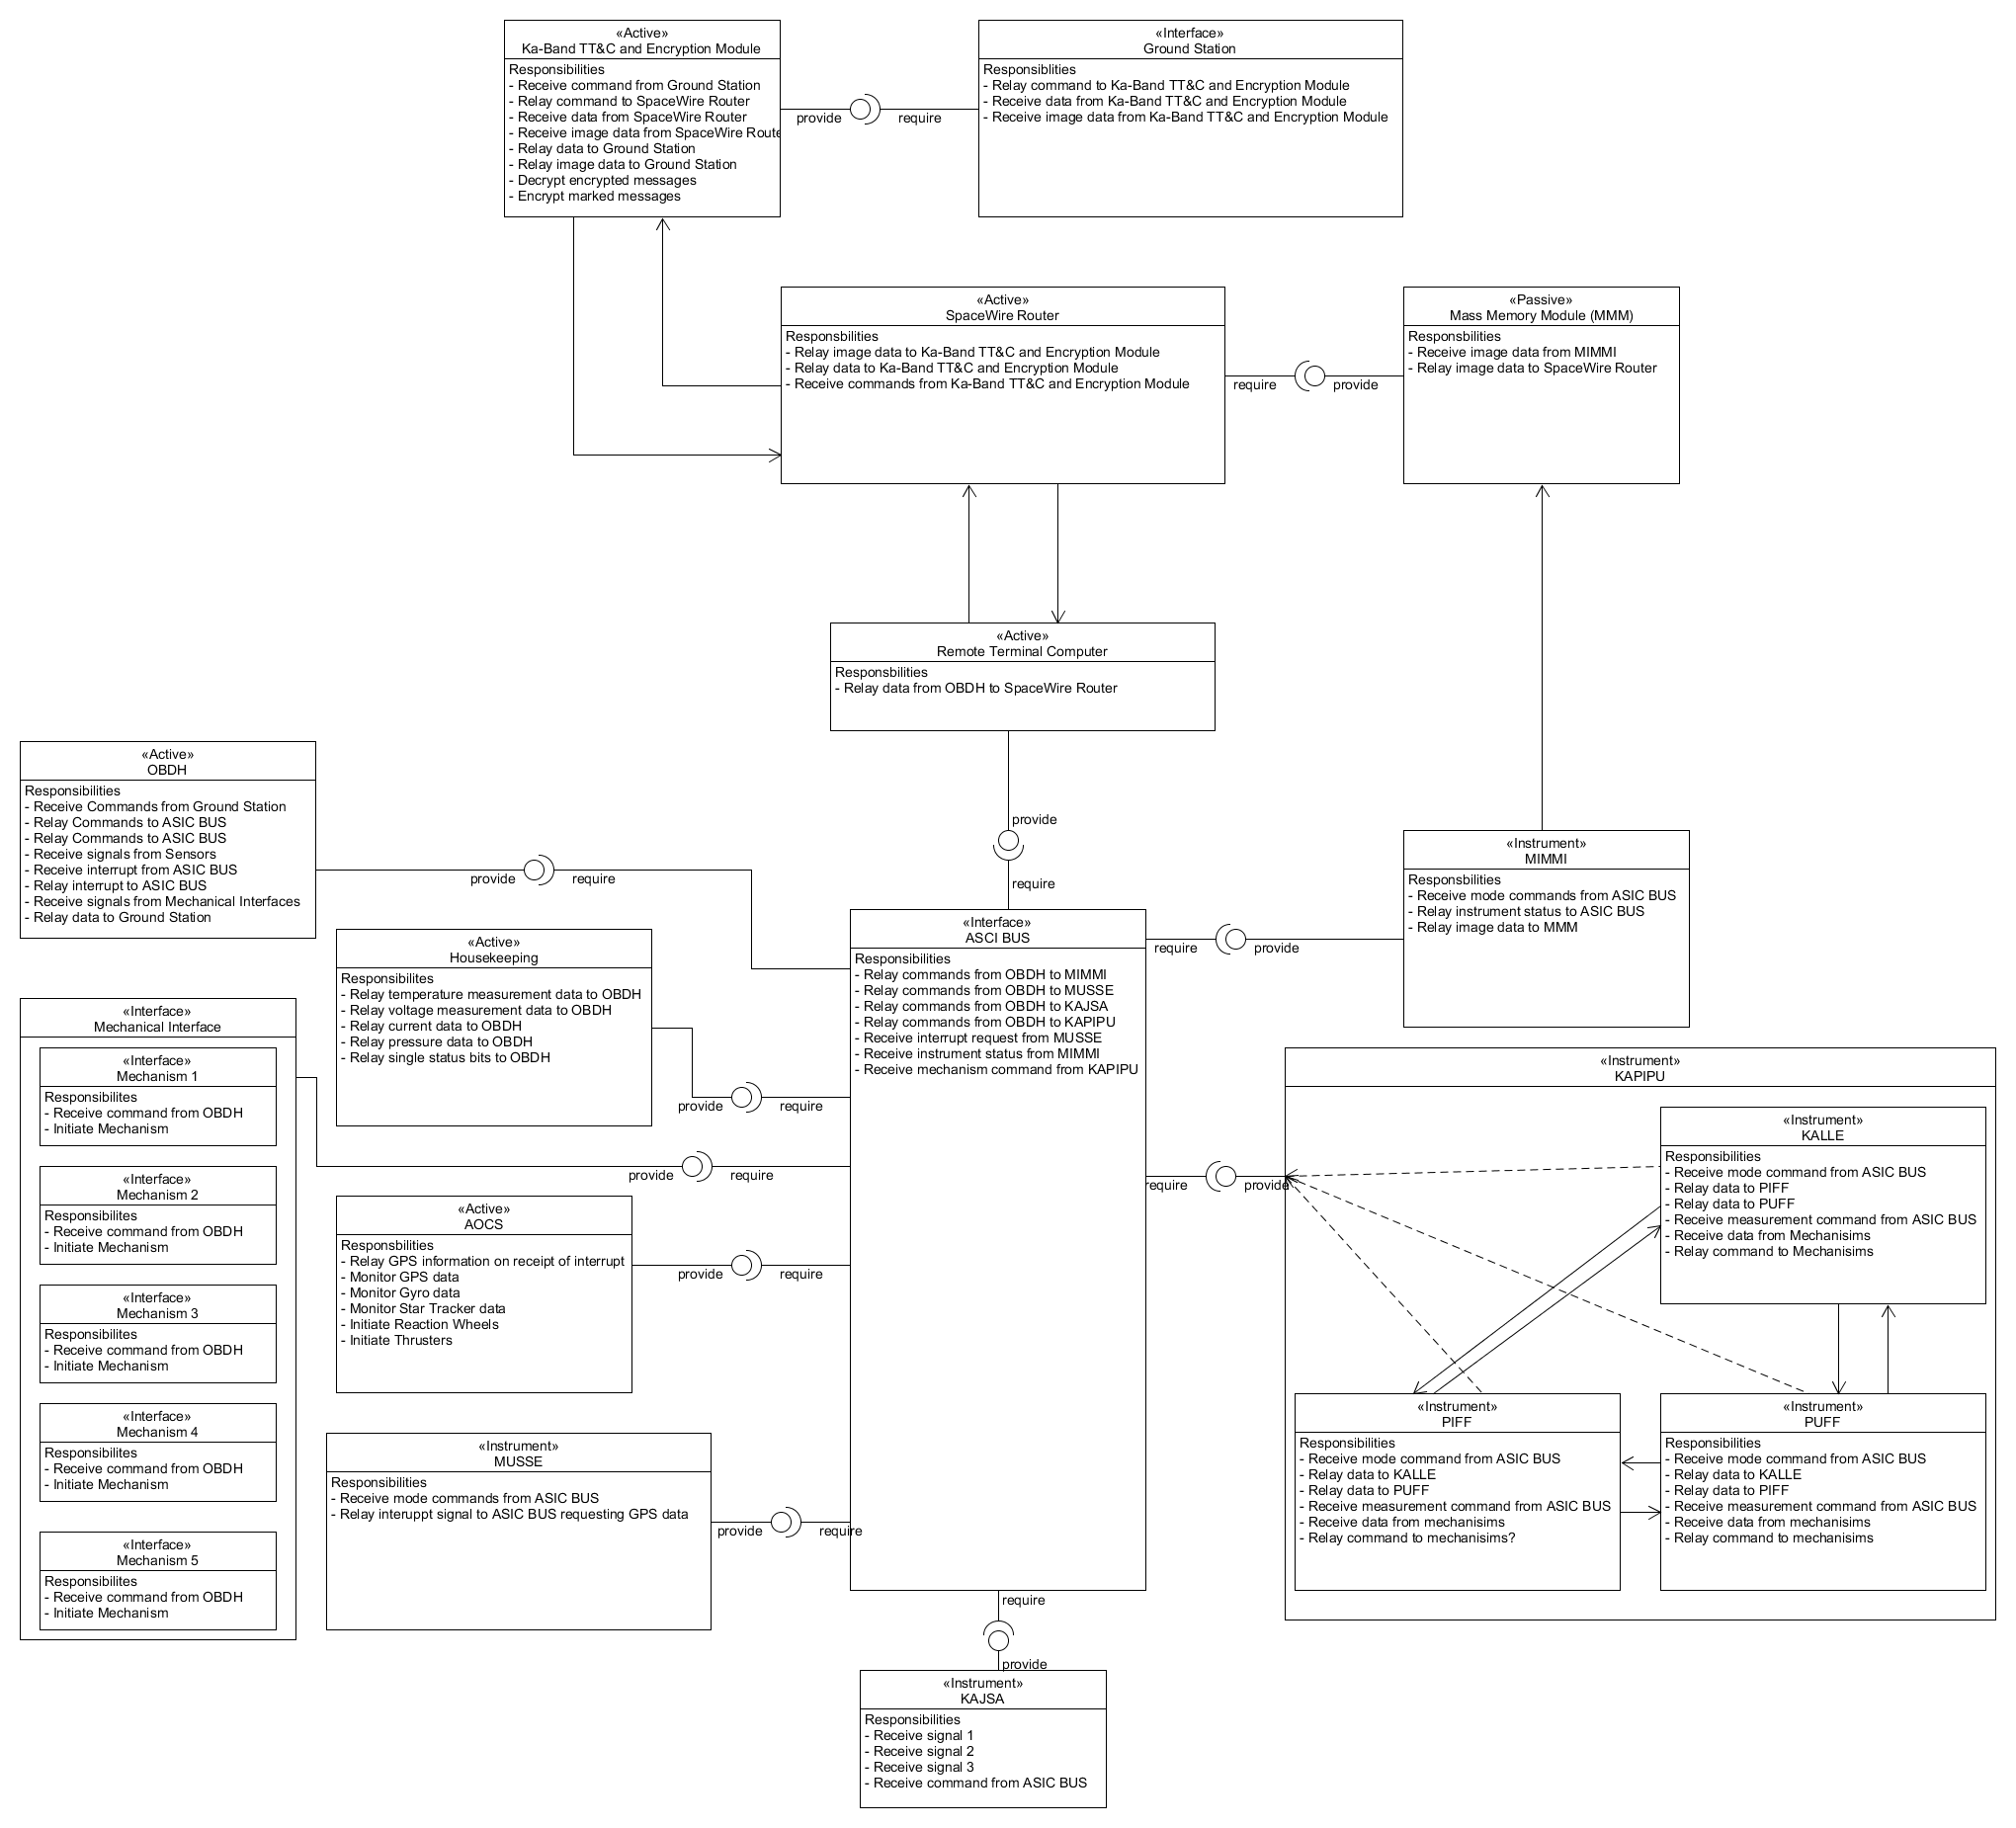 «Active»
Ka-Band TT&C and Encryption Module
Responsibilities
- Receive command from Ground Station
- Relay command to SpaceWire Router
- Receive data from SpaceWire Router
- Receive image data from SpaceWire Route
- Relay data to Ground Station
- Relay image data to Ground Station
- Decrypt encrypted messages
- Encrypt marked messages
provide
require
«Interface»
Ground Station
Responsiblities
- Relay command to Ka-Band TT&C and Encryption Module
- Receive data from Ka-Band TT&C and Encryption Module
- Receive image data from Ka-Band TT&C and Encryption Module
«Active»
SpaceWire Router
Responsbilities
- Relay image data to Ka-Band TT&C and Encryption Module
- Relay data to Ka-Band TT&C and Encryption Module
- Receive commands from Ka-Band TT&C and Encryption Module
require
provide
«Passive»
Mass Memory Module (MMM)
Responsbilities
- Receive image data from MIMMI
- Relay image data to SpaceWire Router
«Active»
Remote Terminal Computer
Responsbilities
- Relay data from OBDH to SpaceWire Router
provide
require
«Active»
OBDH
Responsibilities
- Receive Commands from Ground Station
- Relay Commands to ASIC BUS
- Relay Commands to ASIC BUS
- Receive signals from Sensors
- Receive interrupt from ASIC BUS
- Relay interrupt to ASIC BUS
- Receive signals from Mechanical Interfaces
- Relay data to Ground Station
provide
require
«Instrument»
MIMMI
Responsbilities
- Receive mode commands from ASIC BUS
- Relay instrument status to ASIC BUS
- Relay image data to MMM
require
provide
«Active»
Housekeeping
Responsibilites
- Relay temperature measurement data to OBDH
- Relay voltage measurement data to OBDH
- Relay current data to OBDH
- Relay pressure data to OBDH
- Relay single status bits to OBDH
provide
require
«Interface»
ASCI BUS
Responsibilities
- Relay commands from OBDH to MIMMI
- Relay commands from OBDH to MUSSE
- Relay commands from OBDH to KAJSA
- Relay commands from OBDH to KAPIPU
- Receive interrupt request from MUSSE
- Receive instrument status from MIMMI
- Receive mechanism command from KAPIPU
«Interface»
Mechanical Interface
«Interface»
Mechanism 1
Responsibilites
- Receive command from OBDH
- Initiate Mechanism
«Interface»
Mechanism 2
Responsibilites
- Receive command from OBDH
- Initiate Mechanism
«Interface»
Mechanism 3
Responsibilites
- Receive command from OBDH
- Initiate Mechanism
«Interface»
Mechanism 4
Responsibilites
- Receive command from OBDH
- Initiate Mechanism
«Interface»
Mechanism 5
Responsibilites
- Receive command from OBDH
- Initiate Mechanism
provide
require
«Active»
AOCS
Responsbilities
- Relay GPS information on receipt of interrupt
- Monitor GPS data
- Monitor Gyro data
- Monitor Star Tracker data
- Initiate Reaction Wheels
- Initiate Thrusters
provide
require
«Instrument»
MUSSE
Responsibilities
- Receive mode commands from ASIC BUS
- Relay interuppt signal to ASIC BUS requesting GPS data
provide
require
require
provide
«Instrument»
KAPIPU
«Instrument»
KALLE
Responsibilities
- Receive mode command from ASIC BUS
- Relay data to PIFF
- Relay data to PUFF
- Receive measurement command from ASIC BUS
- Receive data from Mechanisims
- Relay command to Mechanisims
«Instrument»
PIFF
Responsibilities
- Receive mode command from ASIC BUS
- Relay data to KALLE
- Relay data to PUFF
- Receive measurement command from ASIC BUS
- Receive data from mechanisims
- Relay command to mechanisims?
«Instrument»
PUFF
Responsibilities
- Receive mode command from ASIC BUS
- Relay data to KALLE
- Relay data to PIFF
- Receive measurement command from ASIC BUS
- Receive data from mechanisims
- Relay command to mechanisims
require
provide
«Instrument»
KAJSA
Responsibilities
- Receive signal 1
- Receive signal 2
- Receive signal 3
- Receive command from ASIC BUS